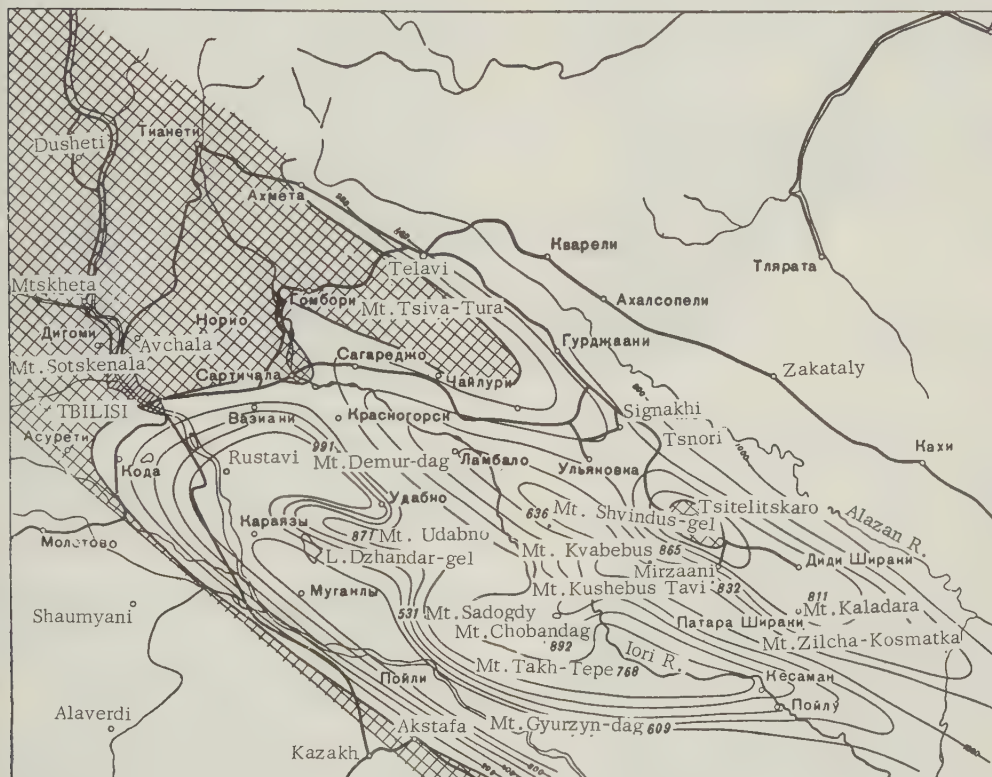 Dusheti
Тианети
Ахмета
Telavi
Кварели
Тлярата
Mtskheta
Гомбори
Mt. Tsiva-Tura
Ахалсопели
Дигоми
Норио
Avchala
Гурджаани
Mt. Sotskenala
Сагареджо
Zakataly
Сартичала
Чайлури
TBILISI
Вазиани
Красногорск
Signakhi
Асурети
Tsnori
Кахи
991
Кода
Rustavi
Mt. Demur-dag
Ламбало
Ульяновка
Удабно
636
Mt. Shvindus-gel
Tsitelitskaro
Alazan R.
Караязы
871
Mt. Udabno
Молотово
L. Dzhandar-gel
Mt. Kvabebus 865
Диди Ширани
Mirzaani
Мугаилы
Mt. Kushebus Tavi
832
811
Shaumyani
531
Mt. Sadogdy
Mt. Kaladara
Патара Ширани
Mt. Chobandag
892
Mt. Zilcha-Kosmatka
Iori R.
Mt. Takh-Tepe 768
Пойли
Кесаман
Пойлу
Alaverdi
Akstafa
Mt. Gyurzyn-dag 609
Kazakh
1000
800